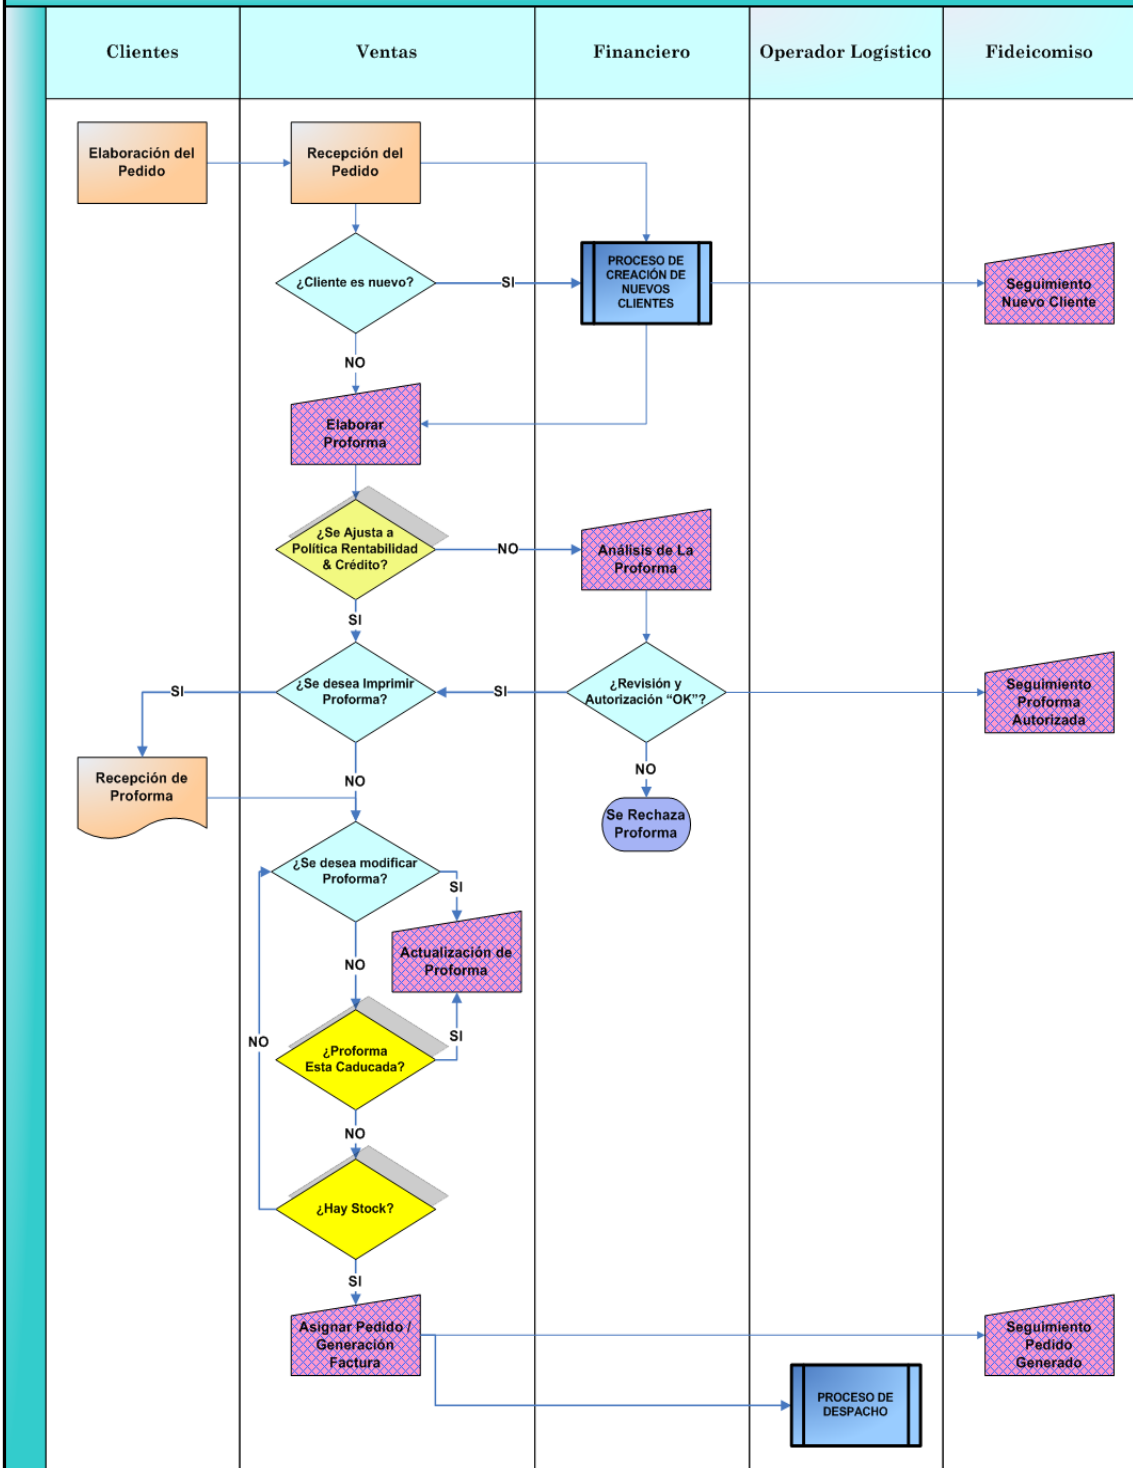 Clientes
Ventas
Financiero
Operador Logístico
Fideicomiso
Elaboración del
Pedido
Recepción del
Pedido
¿Cliente es nuevo?
SI
PROCESO DE
CREACIÓN DE
NUEVOS
CLIENTES
Seguimiento
Nuevo Cliente
NO
Elaborar
Proforma
¿Se Ajusta a
Política Rentabilidad
& Crédito?
NO
Análisis de La
Proforma
SI
¿Se desea Imprimir
Proforma?
SI
SI
¿Revisión y
Autorización “OK”?
Seguimiento
Proforma
Autorizada
NO
NO
Recepción de
Proforma
Se Rechaza
Proforma
¿Se desea modificar
Proforma?
SI
Actualización de
Proforma
NO
NO
SI
¿Proforma
Esta Caducada?
NO
¿Hay Stock?
SI
Asignar Pedido /
Generación
Factura
Seguimiento
Pedido
Generado
PROCESO DE
DESPACHO